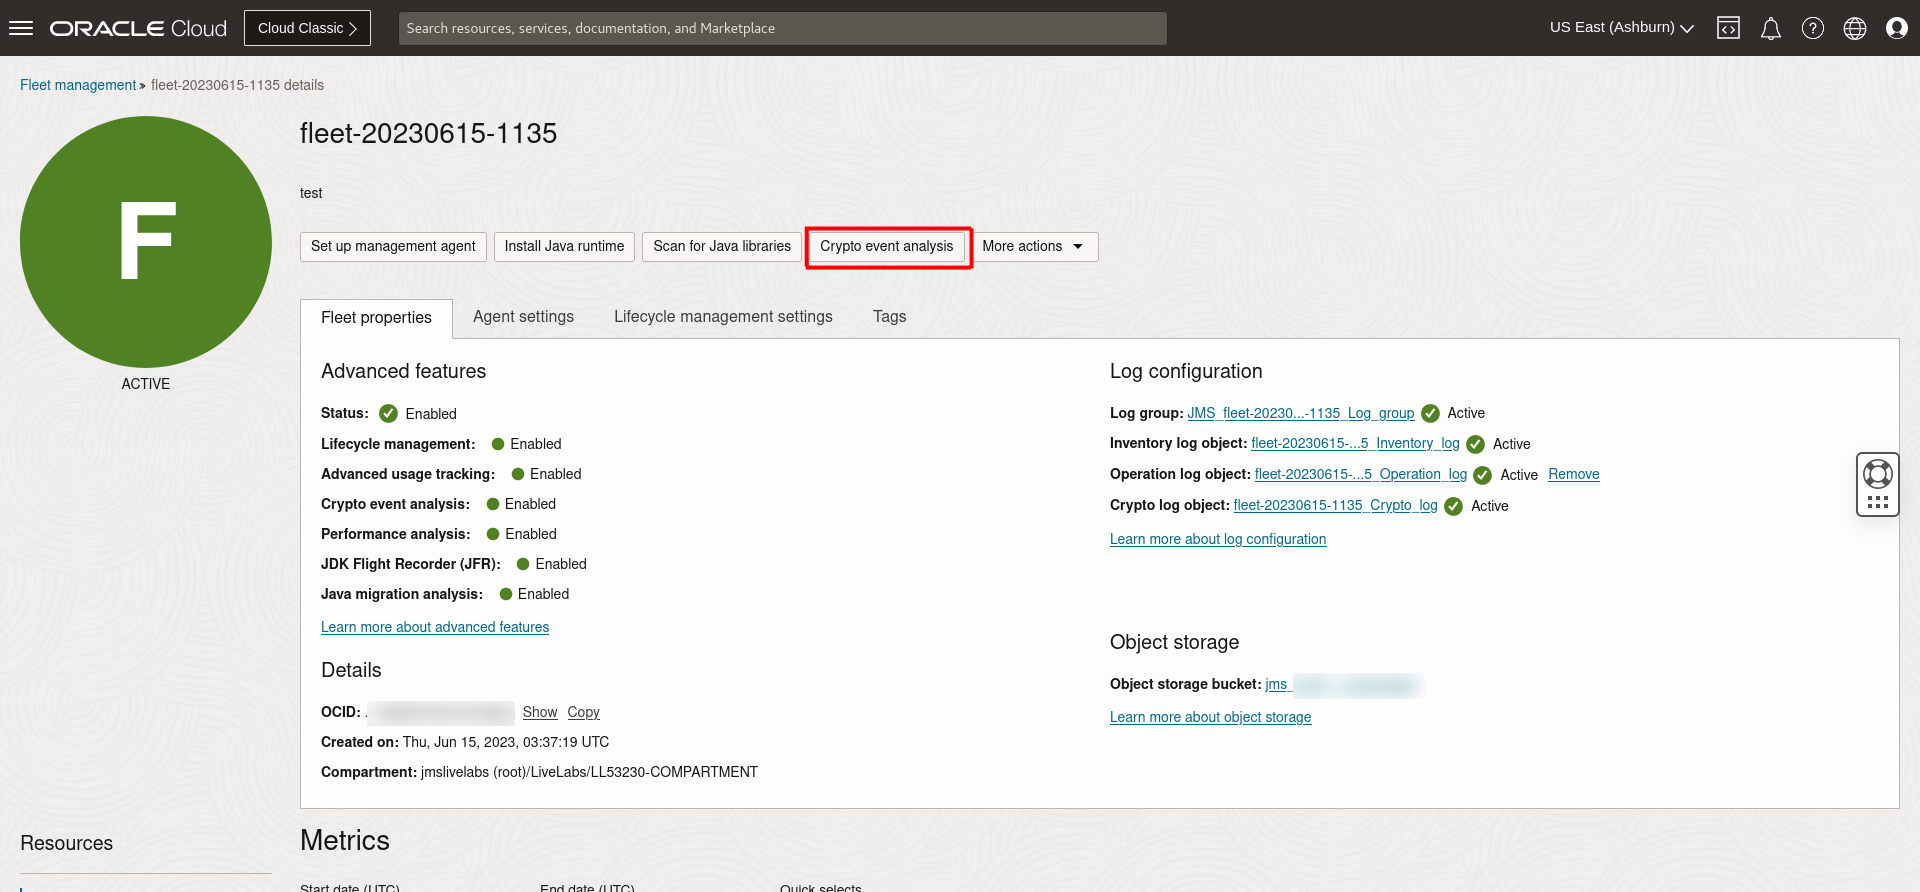 ORACLE Cloud
Cloud Classic
Search resources, services, documentation, and Marketplace
US East (Ashburn)
Fleet management » fleet-20230615-1135 details
F
ACTIVE
fleet-20230615-1135
test
Set up management agent
Install Java runtime
Scan for Java libraries
Crypto event analysis
More actions
Fleet properties
Agent settings
Lifecycle management settings
Tags
Advanced features
Status: Enabled
Lifecycle management: Enabled
Advanced usage tracking: Enabled
Crypto event analysis: Enabled
Performance analysis: Enabled
JDK Flight Recorder (JFR): Enabled
Java migration analysis: Enabled
Learn more about advanced features
Details
OCID: Show Copy
Created on: Thu, Jun 15, 2023, 03:37:19 UTC
Compartment: jmslivelabs (root)/LiveLabs/LL53230-COMPARTMENT
Log configuration
Log group: JMS_fleet-20230...-1135_Log_group Active
Inventory log object: fleet-20230615-...5_Inventory_log Active
Operation log object: fleet-20230615-...5_Operation_log Active Remove
Crypto log object: fleet-20230615-1135_Crypto_log Active
Learn more about log configuration
Object storage
Object storage bucket: jms_
Learn more about object storage
Resources
Metrics
Start date (UTC)
End date (UTC)
Quick selects